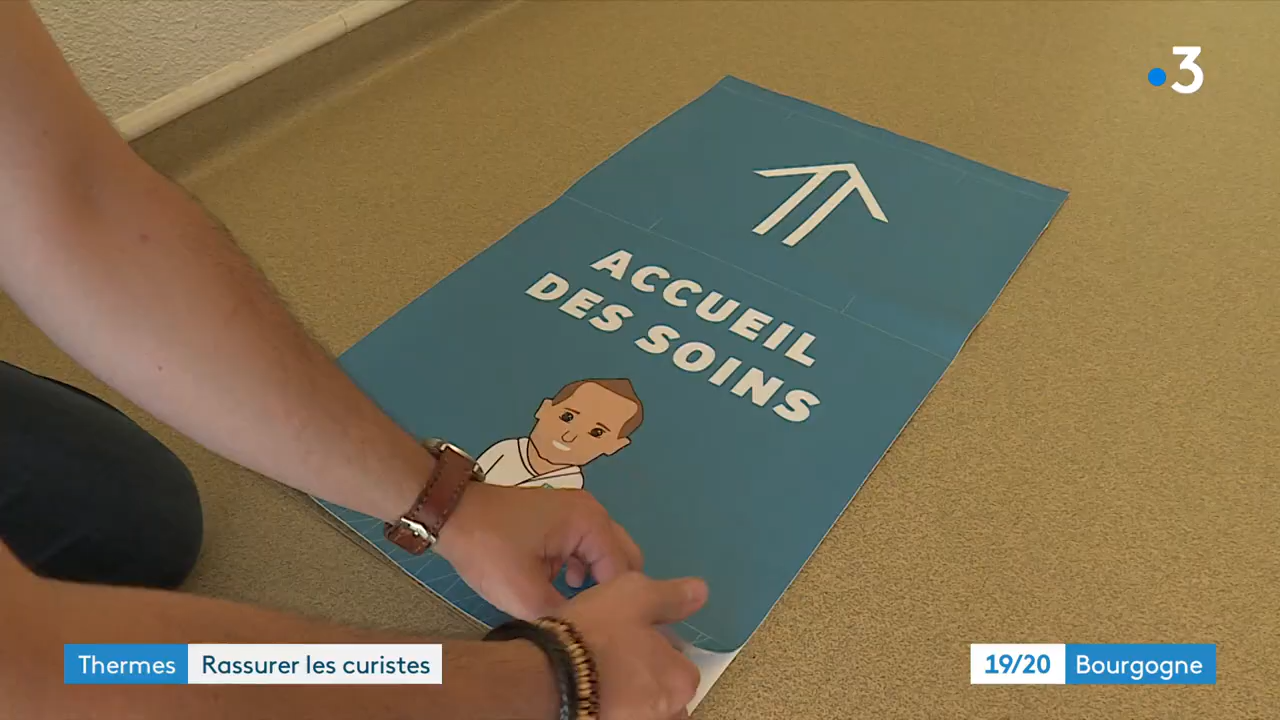 3
ACCUEIL
DES SOINS
Thermes Rassurer les curistes
19/20 Bourgogne